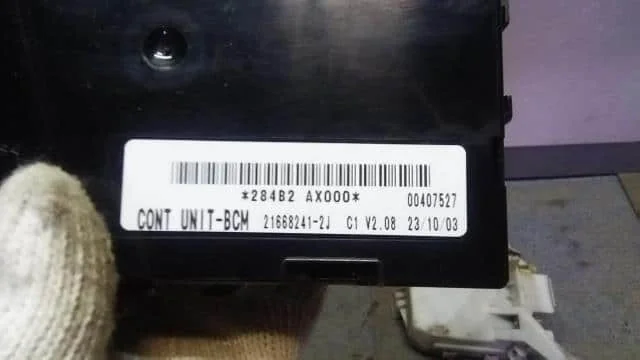 *284B2 AX000* 00407527
CONT UNIT-BCM 21668241-2J C1 V2.08 23/10/03